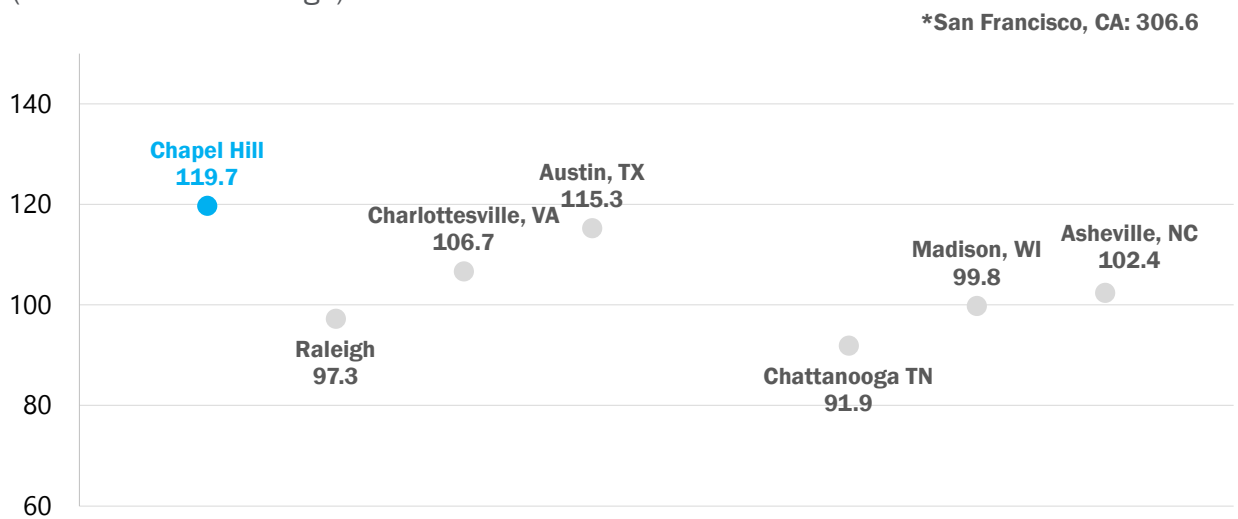 *San Francisco, CA: 306.6
140
Chapel Hill
119.7
Austin, TX
115.3
120
Charlottesville, VA
106.7
Asheville, NC
102.4
Madison, WI
99.8
100
Raleigh
97.3
Chattanooga TN
91.9
80
60